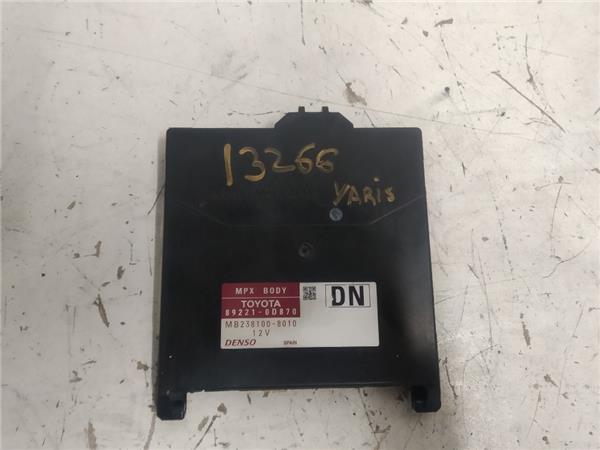 13266
YARis
MPX BODY
TOYOTA
89221-0D870
MB238100-8010
12V
DENSO SPAIN
DN